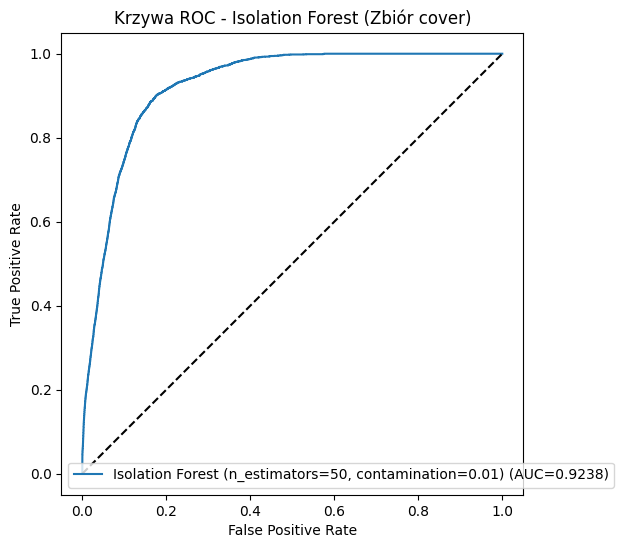 Krzywa ROC - Isolation Forest (Zbiór cover)
True Positive Rate
1.0
0.8
0.6
0.4
0.2
0.0
Isolation Forest (n_estimators=50, contamination=0.01) (AUC=0.9238)
0.0 0.2 0.4 0.6 0.8 1.0
False Positive Rate